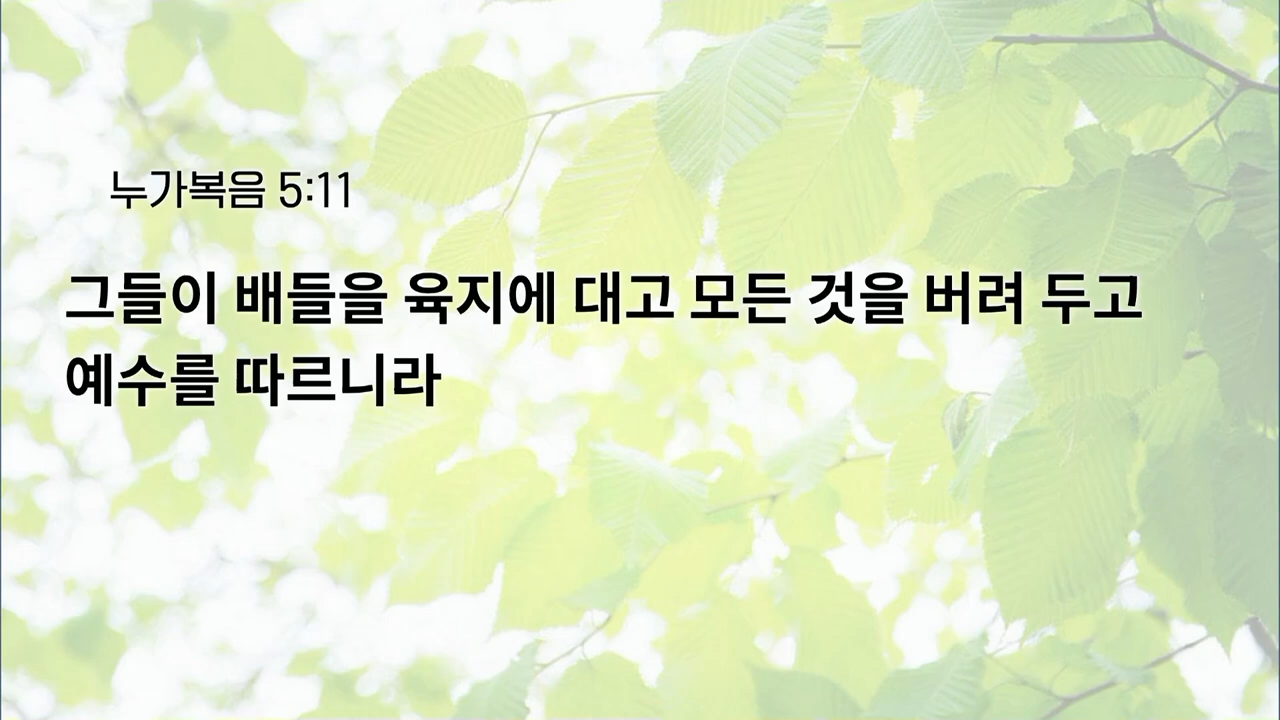 누가복음 5:11
그들이 배들을 육지에 대고 모든 것을 버려 두고
예수를 따르니라